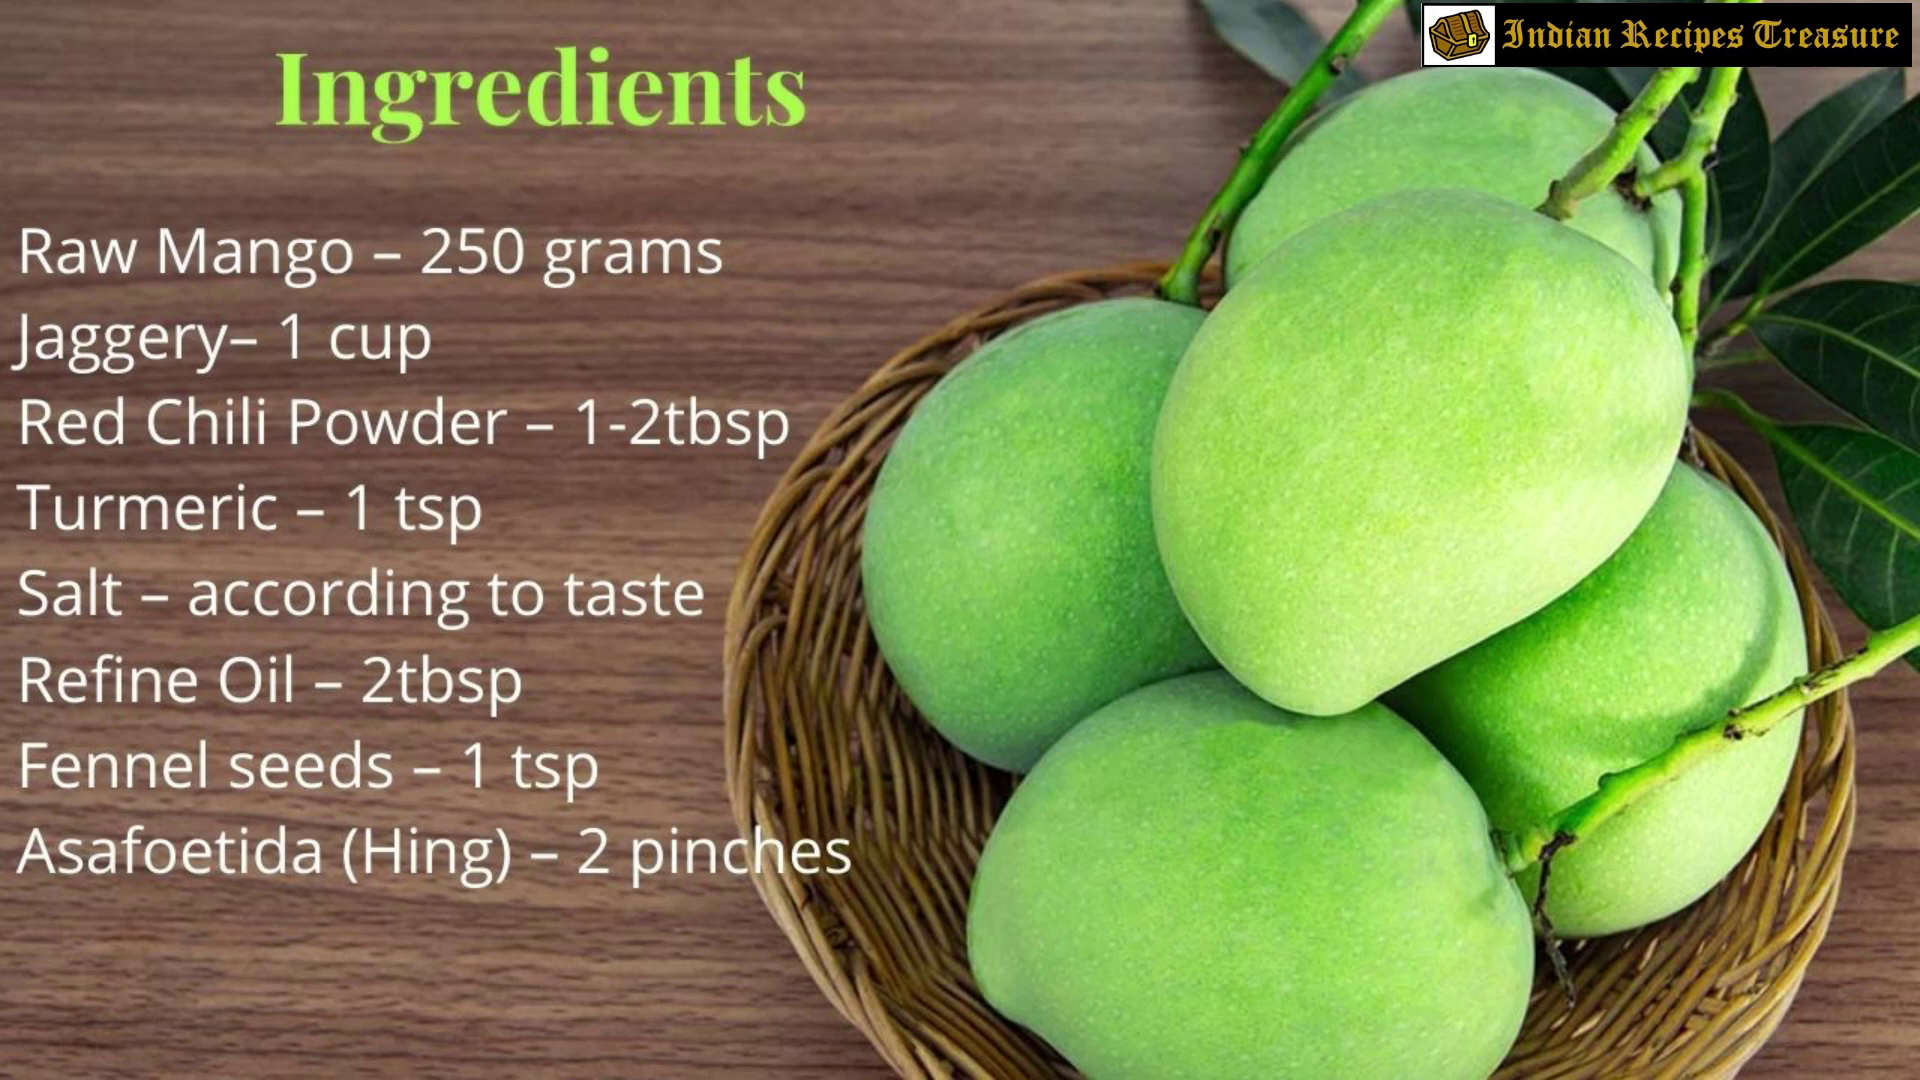 Indian Recipes Treasure
Ingredients
Raw Mango – 250 grams
Jaggery– 1 cup
Red Chili Powder – 1-2tbsp
Turmeric – 1 tsp
Salt – according to taste
Refine Oil – 2tbsp
Fennel seeds – 1 tsp
Asafoetida (Hing) – 2 pinches